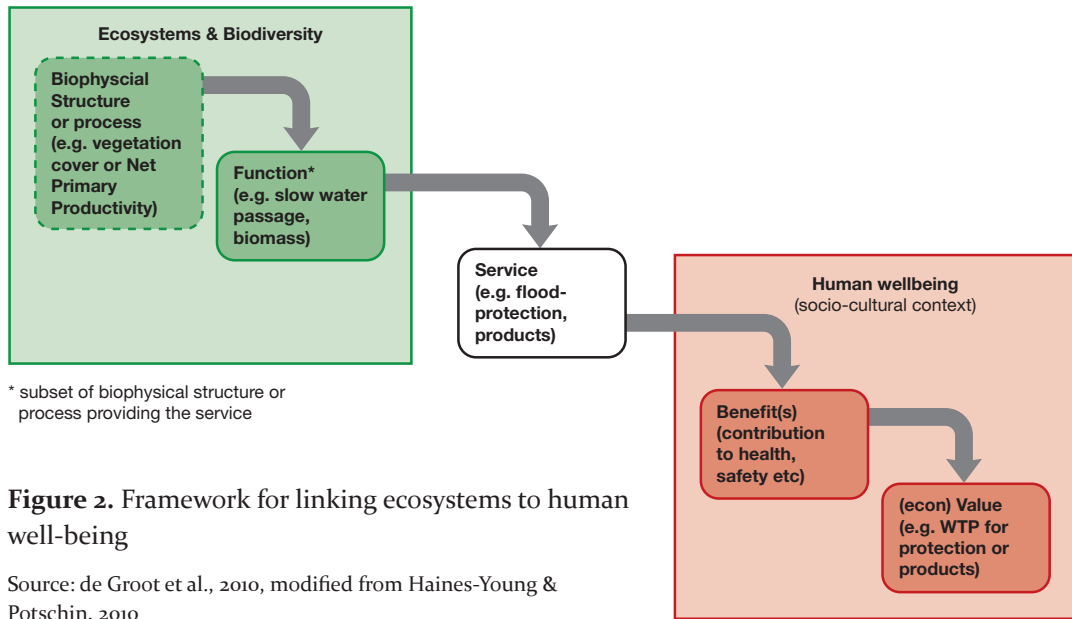 Ecosystems & Biodiversity
Biophyscial
Structure
or process
(e.g. vegetation
cover or Net
Primary
Productivity)
Function*
(e.g. slow water
passage,
biomass)
Service
(e.g. flood-
protection,
products)
Human wellbeing
(socio-cultural context)
Benefit(s)
(contribution
to health,
safety etc)
(econ) Value
(e.g. WTP for
protection or
products)
* subset of biophysical structure or
process providing the service
Figure 2. Framework for linking ecosystems to human
well-being
Source: de Groot et al., 2010, modified from Haines-Young &
Potschin, 2010